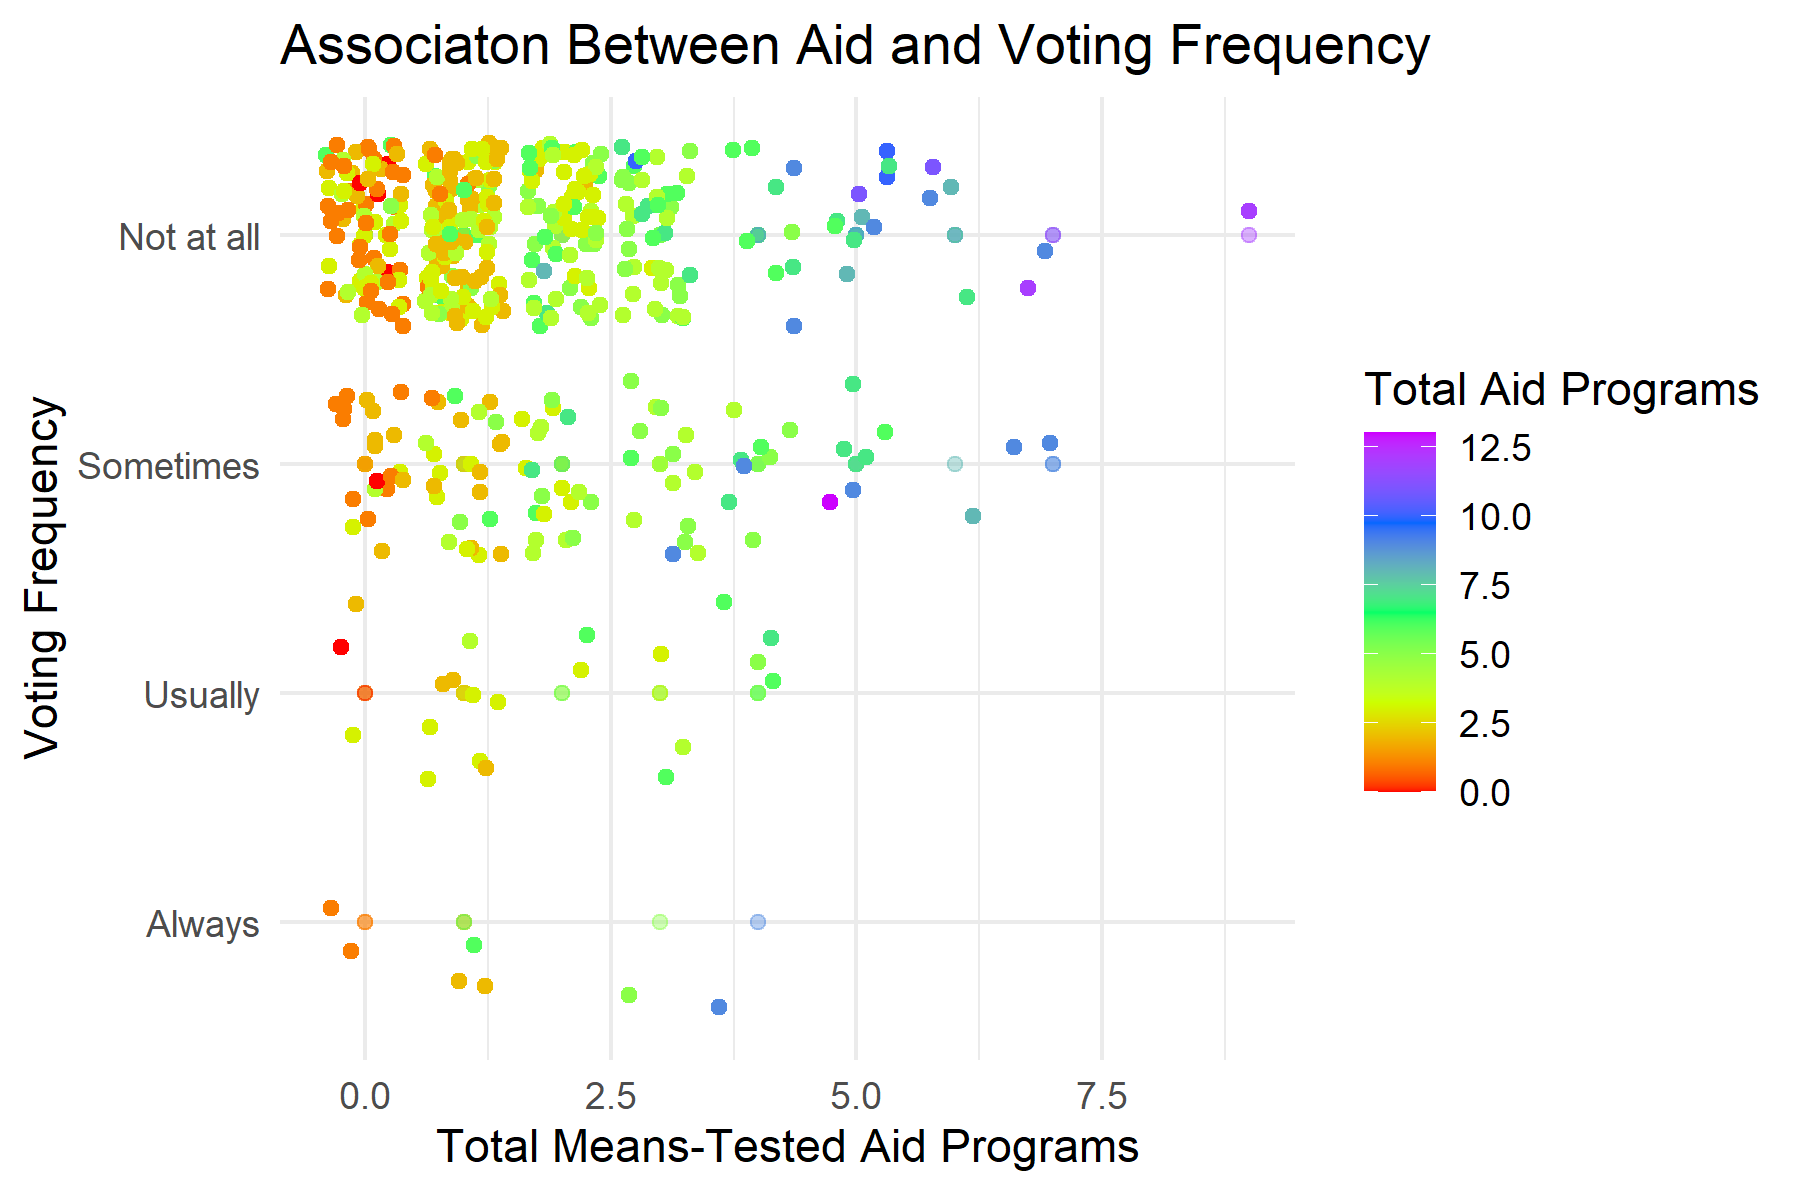 Associaton Between Aid and Voting Frequency
Voting Frequency
Not at all
Sometimes
Usually
Always
0.0
2.5
5.0
7.5
Total Means-Tested Aid Programs
Total Aid Programs
12.5
10.0
7.5
5.0
2.5
0.0